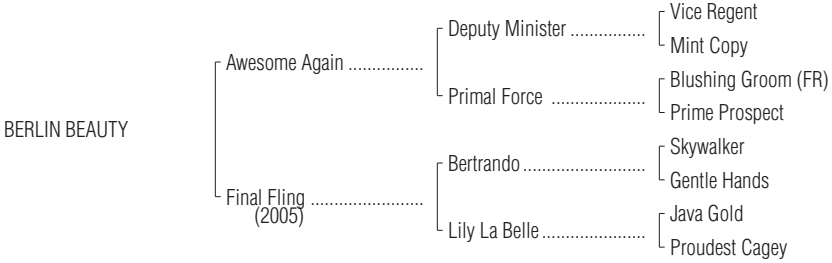 Vice Regent
Deputy Minister ................
Mint Copy
Awesome Again ................
Blushing Groom (FR)
Primal Force ....................
Prime Prospect
BERLIN BEAUTY
Skywalker
Bertrando ..........................
Gentle Hands
Final Fling ........................
(2005)
Java Gold
Lily La Belle ......................
Proudest Cagey